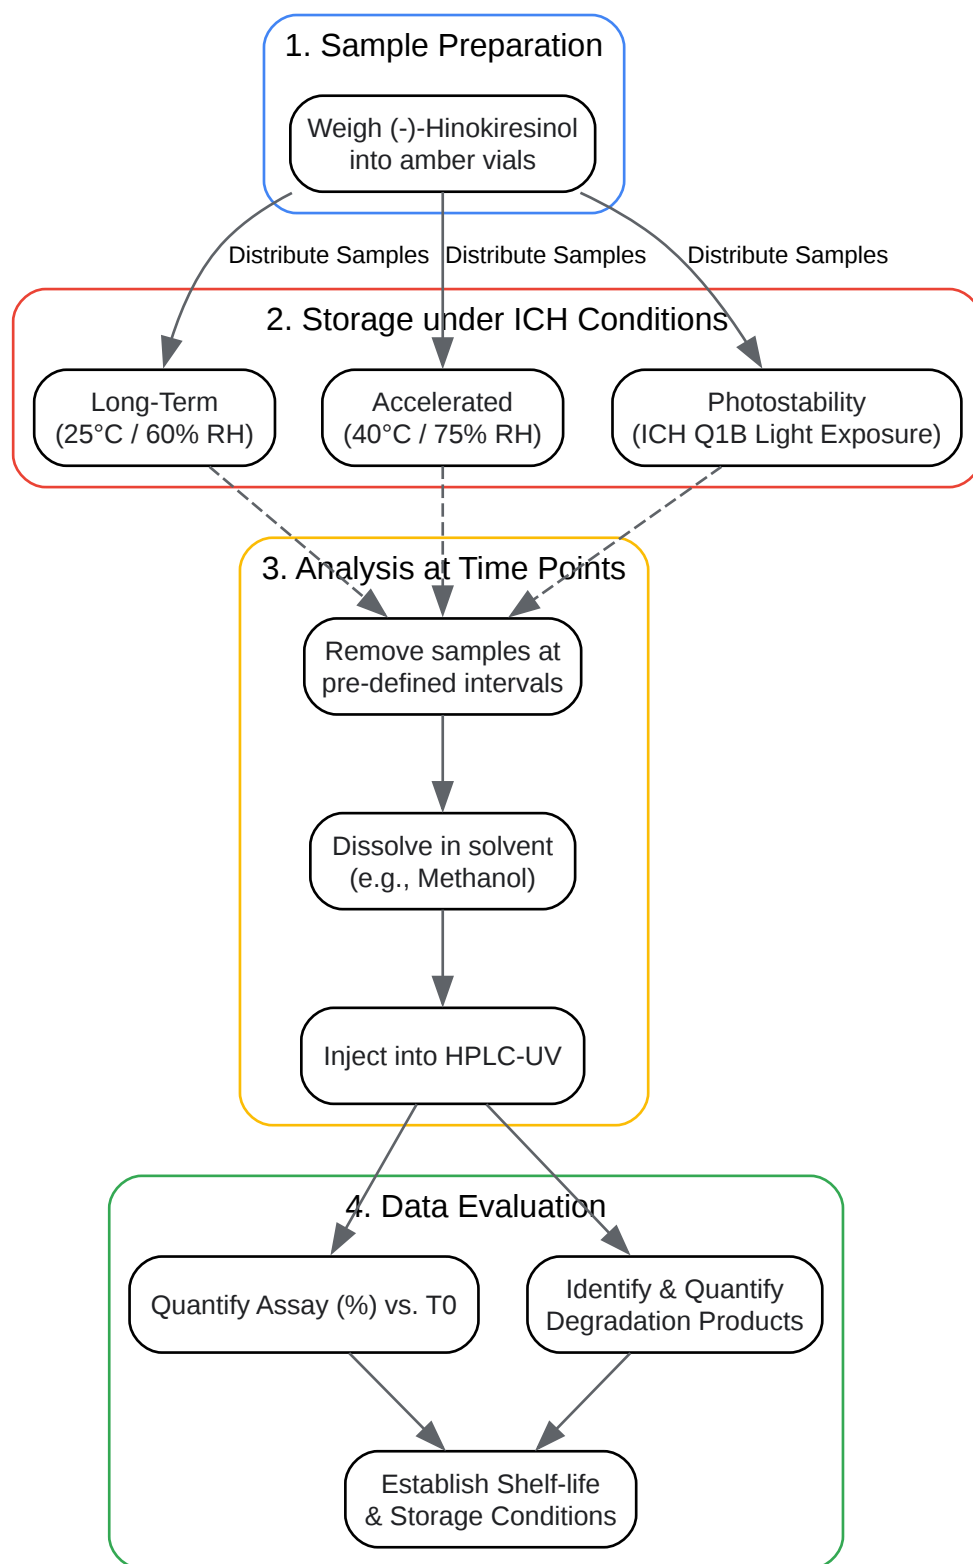 1. Sample Preparation
Weigh (-)-Hinokiresinol
into amber vials
Distribute Samples
Distribute Samples
Distribute Samples
2. Storage under ICH Conditions
Long-Term
(25°C / 60% RH)
Accelerated
(40°C / 75% RH)
Photostability
(ICH Q1B Light Exposure)
3. Analysis at Time Points
Remove samples at
pre-defined intervals
Dissolve in solvent
(e.g., Methanol)
Inject into HPLC-UV
4. Data Evaluation
Quantify Assay (%) vs. T0
Identify & Quantify
Degradation Products
Establish Shelf-life
& Storage Conditions